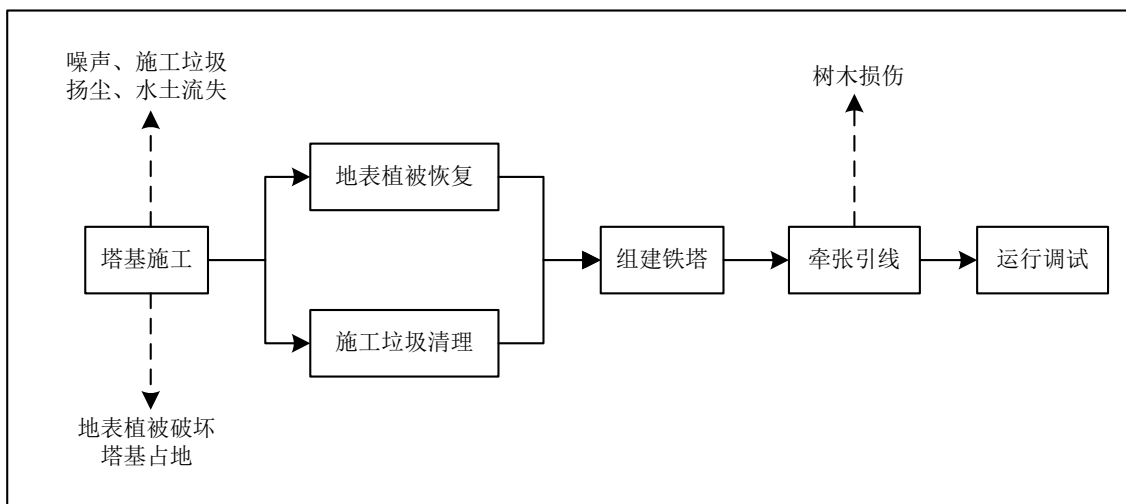 噪声、施工垃圾
扬尘、水土流失
树木损伤
地表植被恢复
塔基施工
组建铁塔
牵张引线
运行调试
施工垃圾清理
地表植被破坏
塔基占地